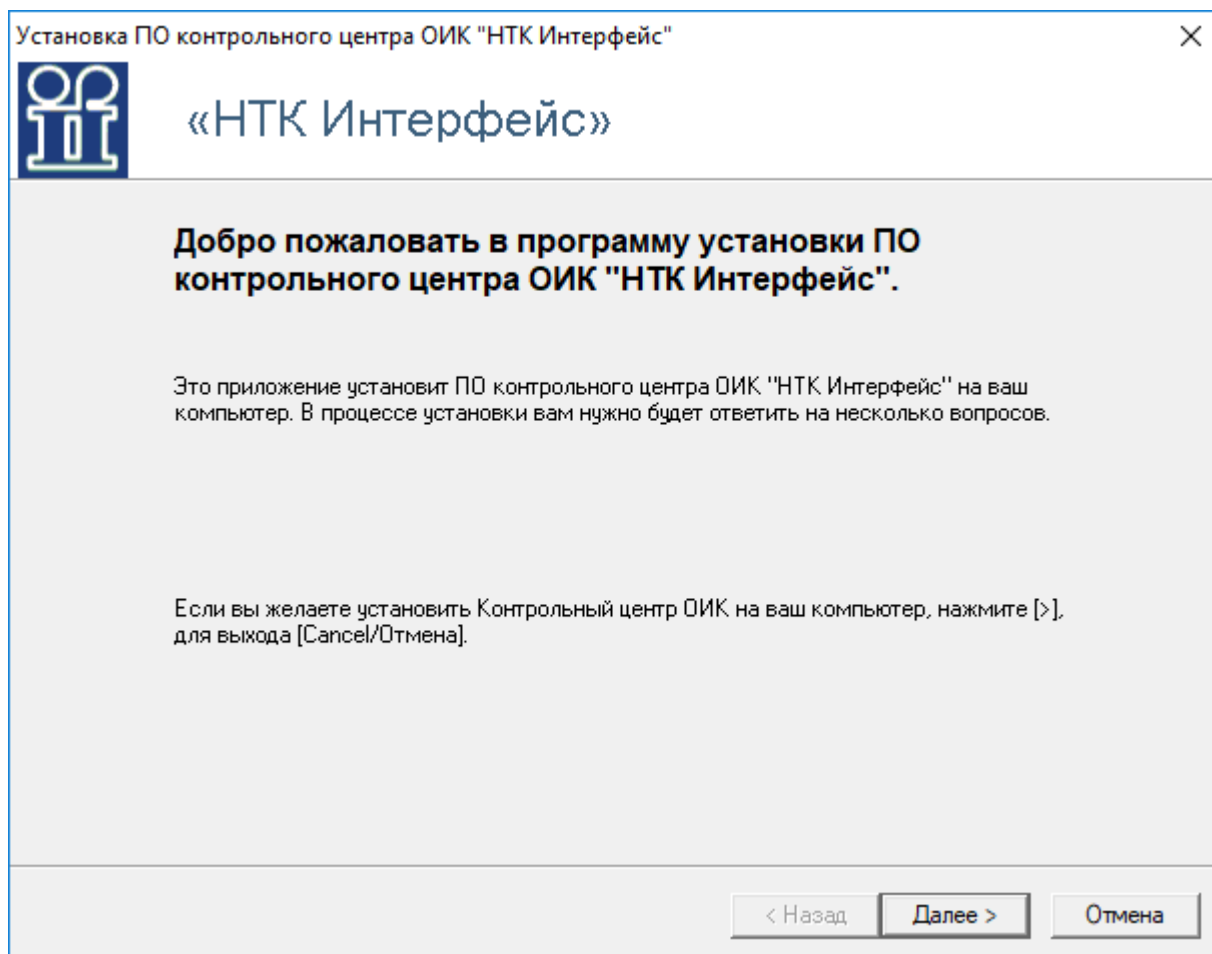 Установка ПО контрольного центра ОИК "НТК Интерфейс"
«НТК Интерфейс»
Добро пожаловать в программу установки ПО
контрольного центра ОИК "НТК Интерфейс".
Это приложение установит ПО контрольного центра ОИК "НТК Интерфейс" на ваш
компьютер. В процессе установки вам нужно будет ответить на несколько вопросов.
Если вы желаете установить Контрольный центр ОИК на ваш компьютер, нажмите [>],
для выхода [Cancel/Отмена].
< Назад Далее > Отмена